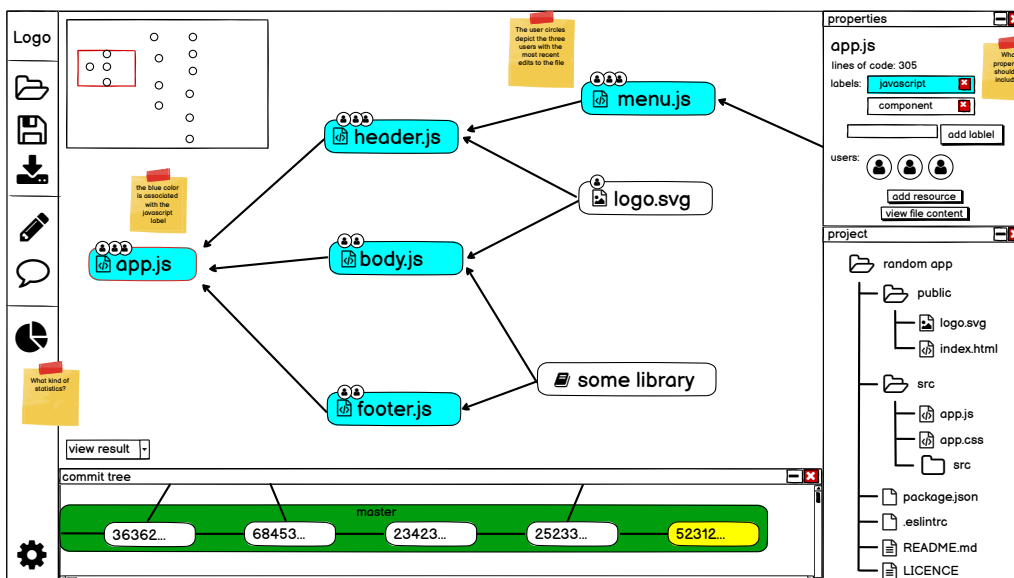 Logo
The user circles
depict the three
users with the
most recent
edits to the file
the blue color
is associated
with the
javascript
label
What kind of
statistics?
menu.js
header.js
logo.svg
app.js
body.js
some library
footer.js
view result
commit tree
master
36362...
68453...
23423...
25233...
52312...
properties
app.js
lines of code: 305
labels:
javascript
component
add lablel
users:
add resource
view file content
should
project
random app
public
logo.svg
index.html
src
app.js
app.css
src
package.json
.eslintrc
README.md
LICENCE